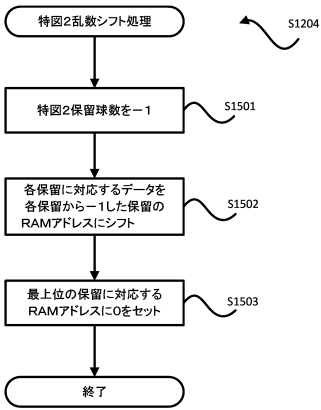 特図2乱数シフト処理
S1204
特図2保留球数を－1
S1501
各保留に対応するデータを
各保留から－1した保留の
RAMアドレスにシフト
S1502
最上位の保留に対応する
RAMアドレスに0をセット
S1503
終了